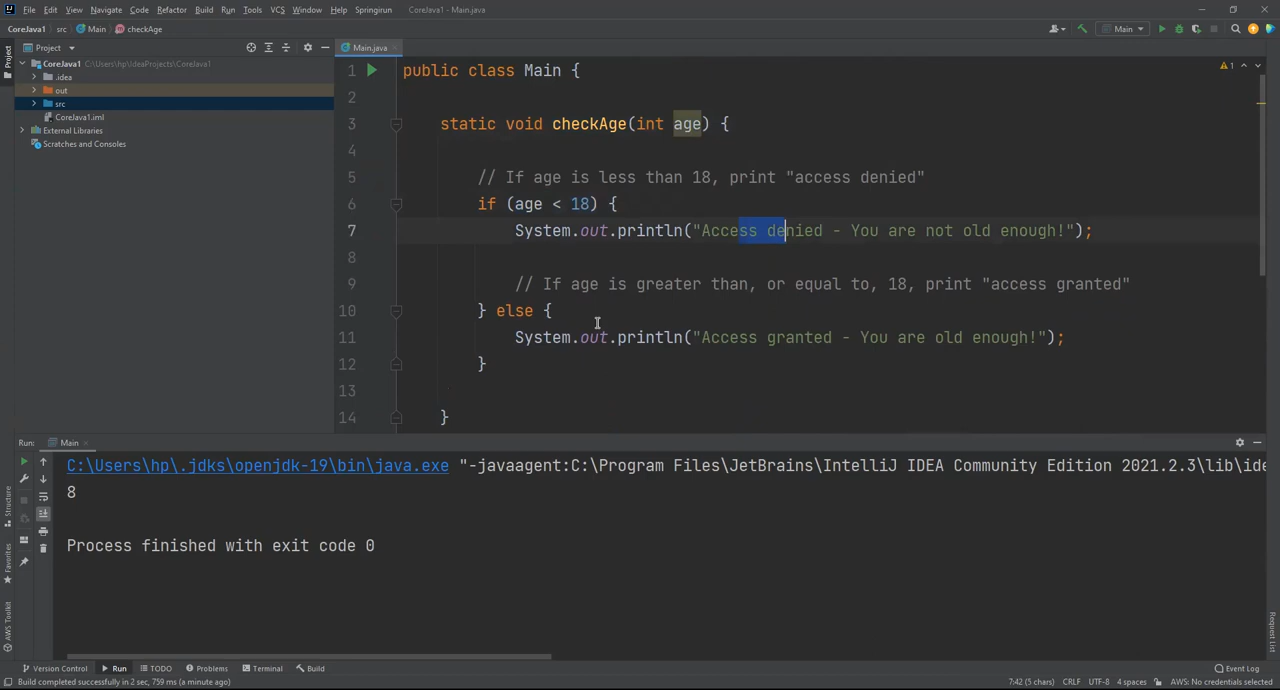 File Edit View Navigate Code Refactor Build Run Tools VCS Window Help Springirun CoreJava1 - Main.java
CoreJava1 src Main checkAge Main
Project Main.java
Project
CoreJava1 C:\Users\hp\IdeaProjects\CoreJava1
.idea
out
src
CoreJava1.iml
External Libraries
Scratches and Consoles
1 public class Main { 1
2
3 static void checkAge(int age) {
4
5 // If age is less than 18, print "access denied"
6 if (age < 18) {
7 System.out.println("Access denied - You are not old enough!");
8
9 // If age is greater than, or equal to, 18, print "access granted"
10 } else {
11 System.out.println("Access granted - You are old enough!");
12 }
13
14 }
Run: Main
C:\Users\hp\.jdks\openjdk-19\bin\java.exe "-javaagent:C:\Program Files\JetBrains\IntelliJ IDEA Community Edition 2021.2.3\lib\ide
8
Process finished with exit code 0
Structure
Favorites
AWS Toolkit
Request List
Version Control Run TODO Problems Terminal Build Event Log
Build completed successfully in 2 sec, 759 ms (a minute ago) 7:42 (5 chars) CRLF UTF-8 4 spaces AWS: No credentials selected